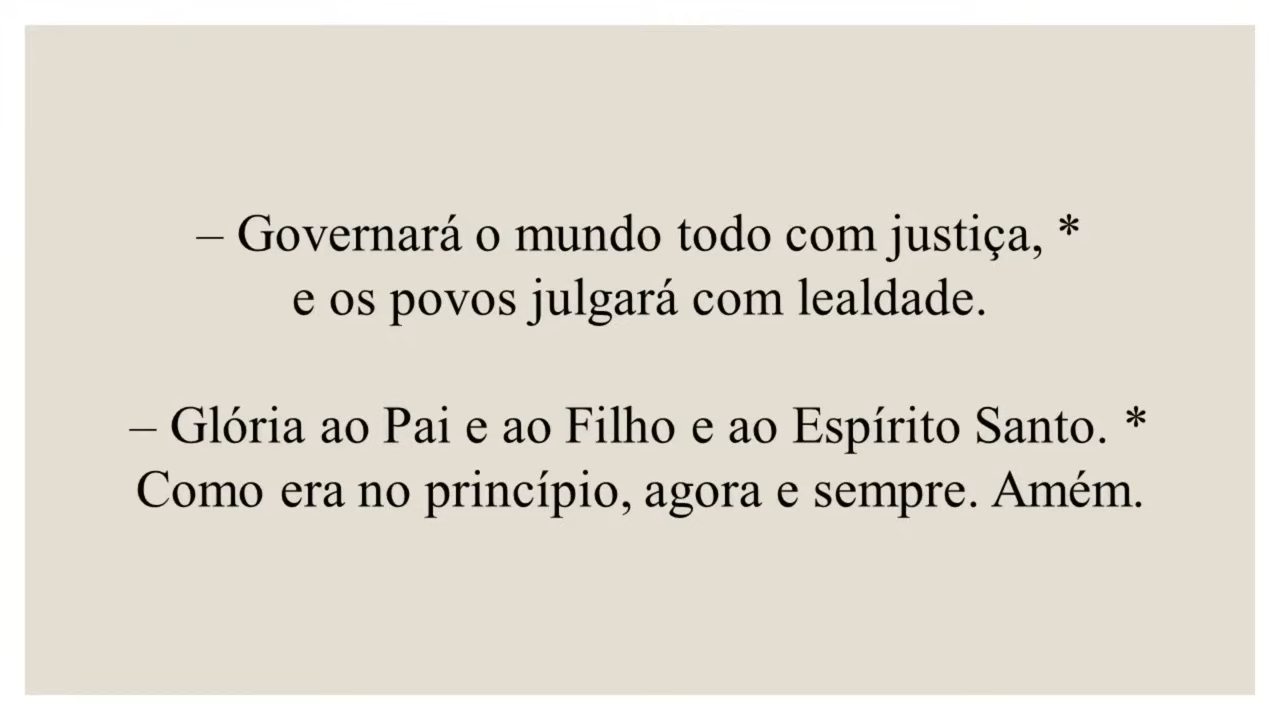 – Governará o mundo todo com justiça, *
e os povos julgará com lealdade.
– Glória ao Pai e ao Filho e ao Espírito Santo. *
Como era no princípio, agora e sempre. Amém.